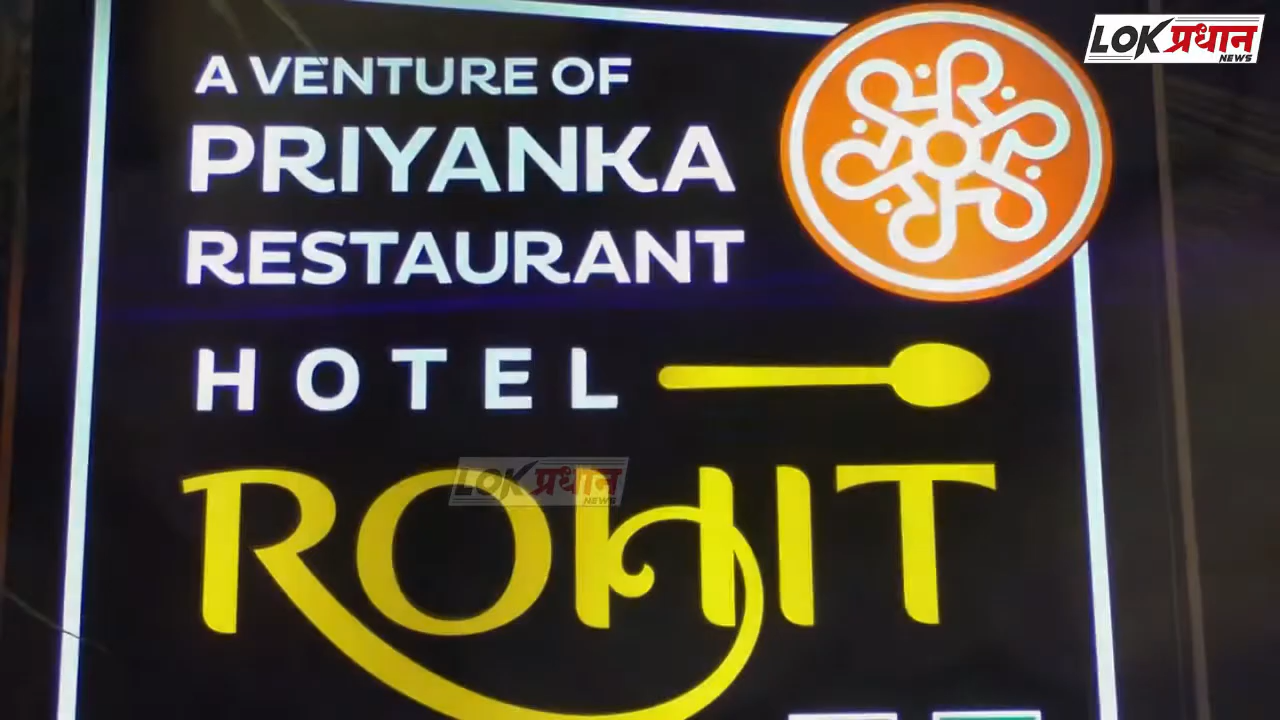 LOK प्रधान
NEWS
A VENTURE OF
PRIYANKA
RESTAURANT
HOTEL
ROHIT
LOK प्रधान
NEWS